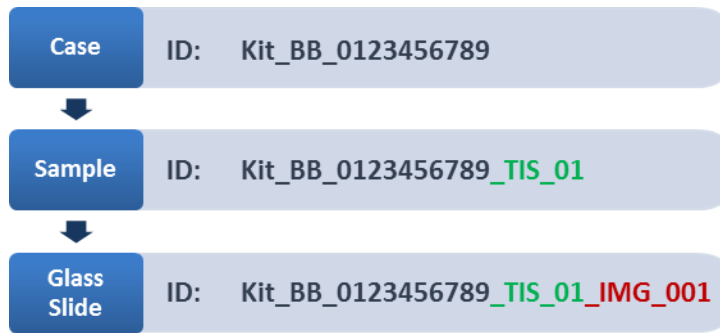 Case ID: Kit_BB_0123456789
Sample ID: Kit_BB_0123456789_TIS_01
Glass Slide ID: Kit_BB_0123456789_TIS_01_IMG_001